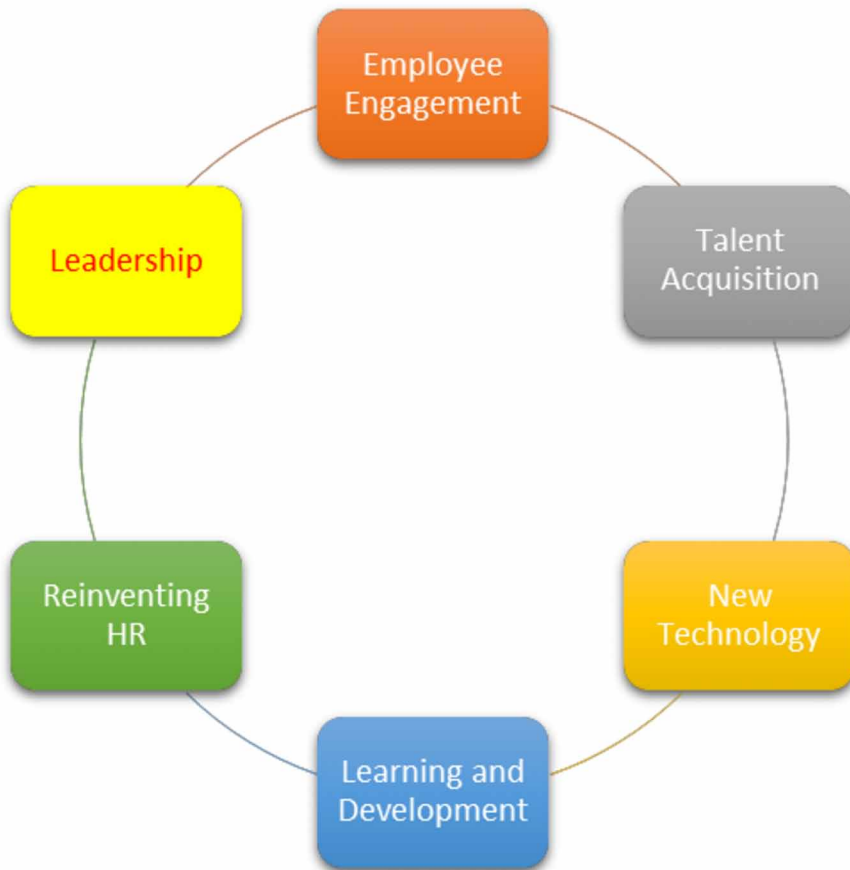 Employee
Engagement
Talent
Acquisition
New
Technology
Learning and
Development
Reinventing
HR
Leadership